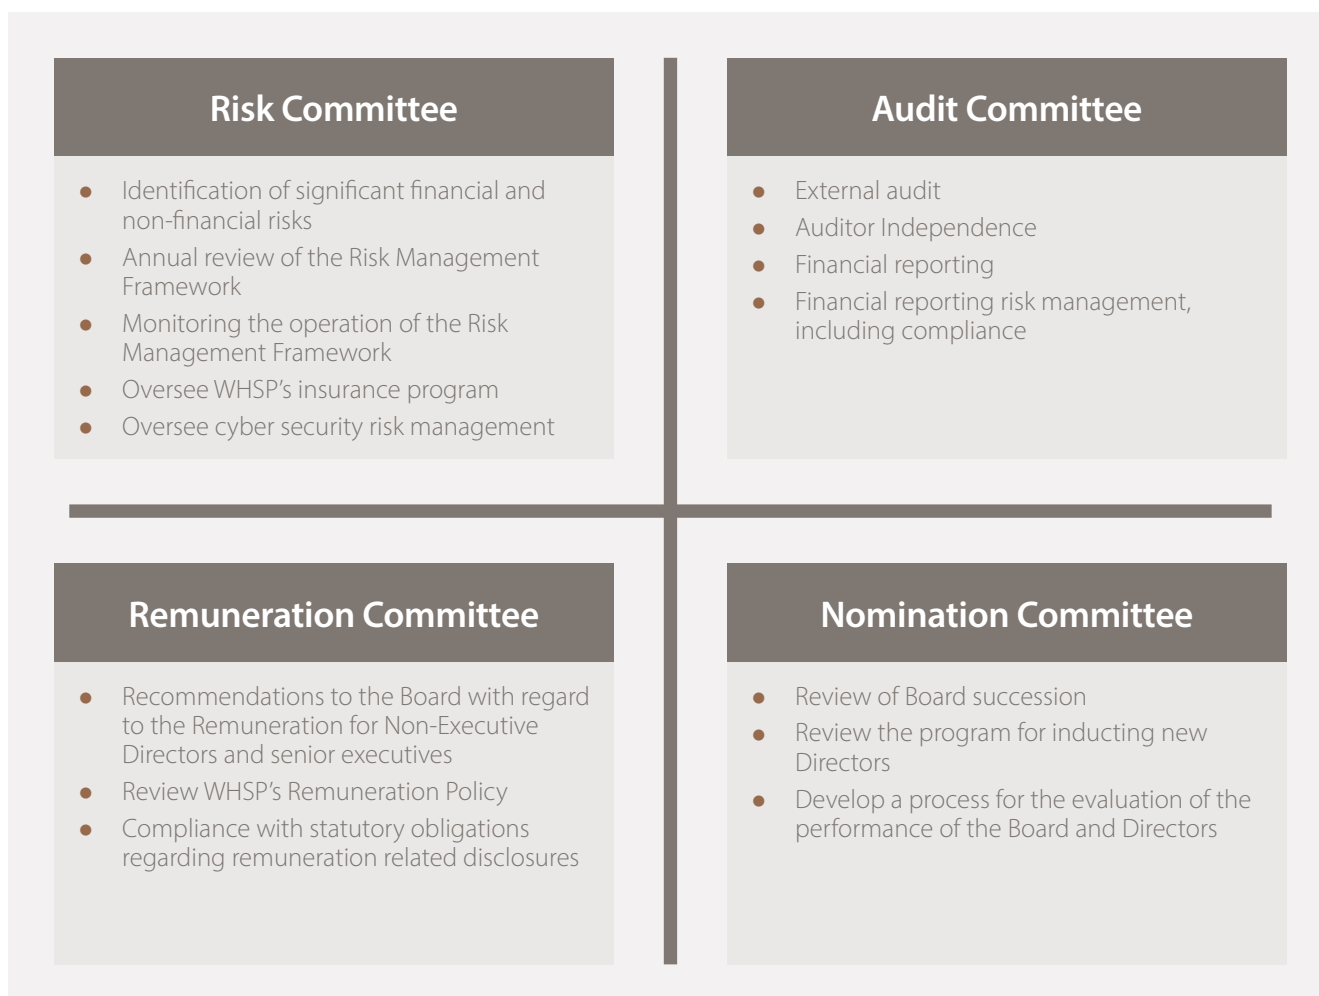 Risk Committee
● Identification of significant financial and
non-financial risks
● Annual review of the Risk Management
Framework
● Monitoring the operation of the Risk
Management Framework
● Oversee WHSP’s insurance program
● Oversee cyber security risk management
Audit Committee
● External audit
● Auditor Independence
● Financial reporting
● Financial reporting risk management,
including compliance
Remuneration Committee
● Recommendations to the Board with regard
to the Remuneration for Non-Executive
Directors and senior executives
● Review WHSP’s Remuneration Policy
● Compliance with statutory obligations
regarding remuneration related disclosures
Nomination Committee
● Review of Board succession
● Review the program for inducting new
Directors
● Develop a process for the evaluation of the
performance of the Board and Directors